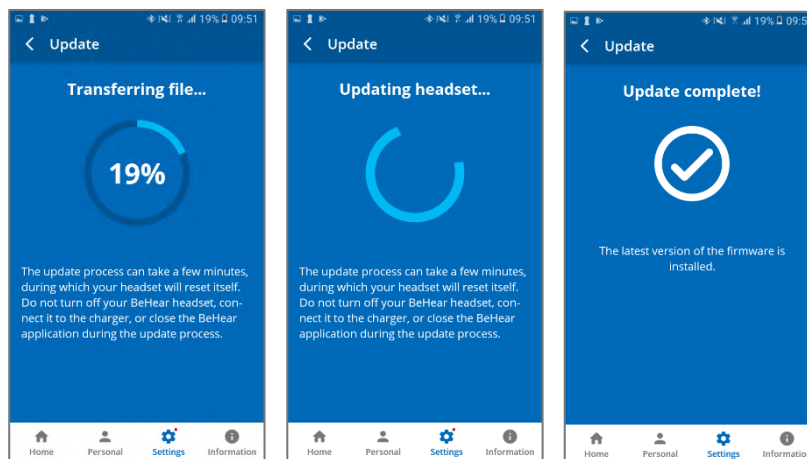 19% 09:51
Update
Transferring file...
19%
The update process can take a few minutes,
during which your headset will reset itself.
Do not turn off your BeHear headset, con-
nect it to the charger, or close the BeHear
application during the update process.
Home Personal Settings Information
19% 09:51
Update
Updating headset...
The update process can take a few minutes,
during which your headset will reset itself.
Do not turn off your BeHear headset, con-
nect it to the charger, or close the BeHear
application during the update process.
Home Personal Settings Information
19% 09:5
Update
Update complete!
The latest version of the firmware is
installed.
Home Personal Settings Information